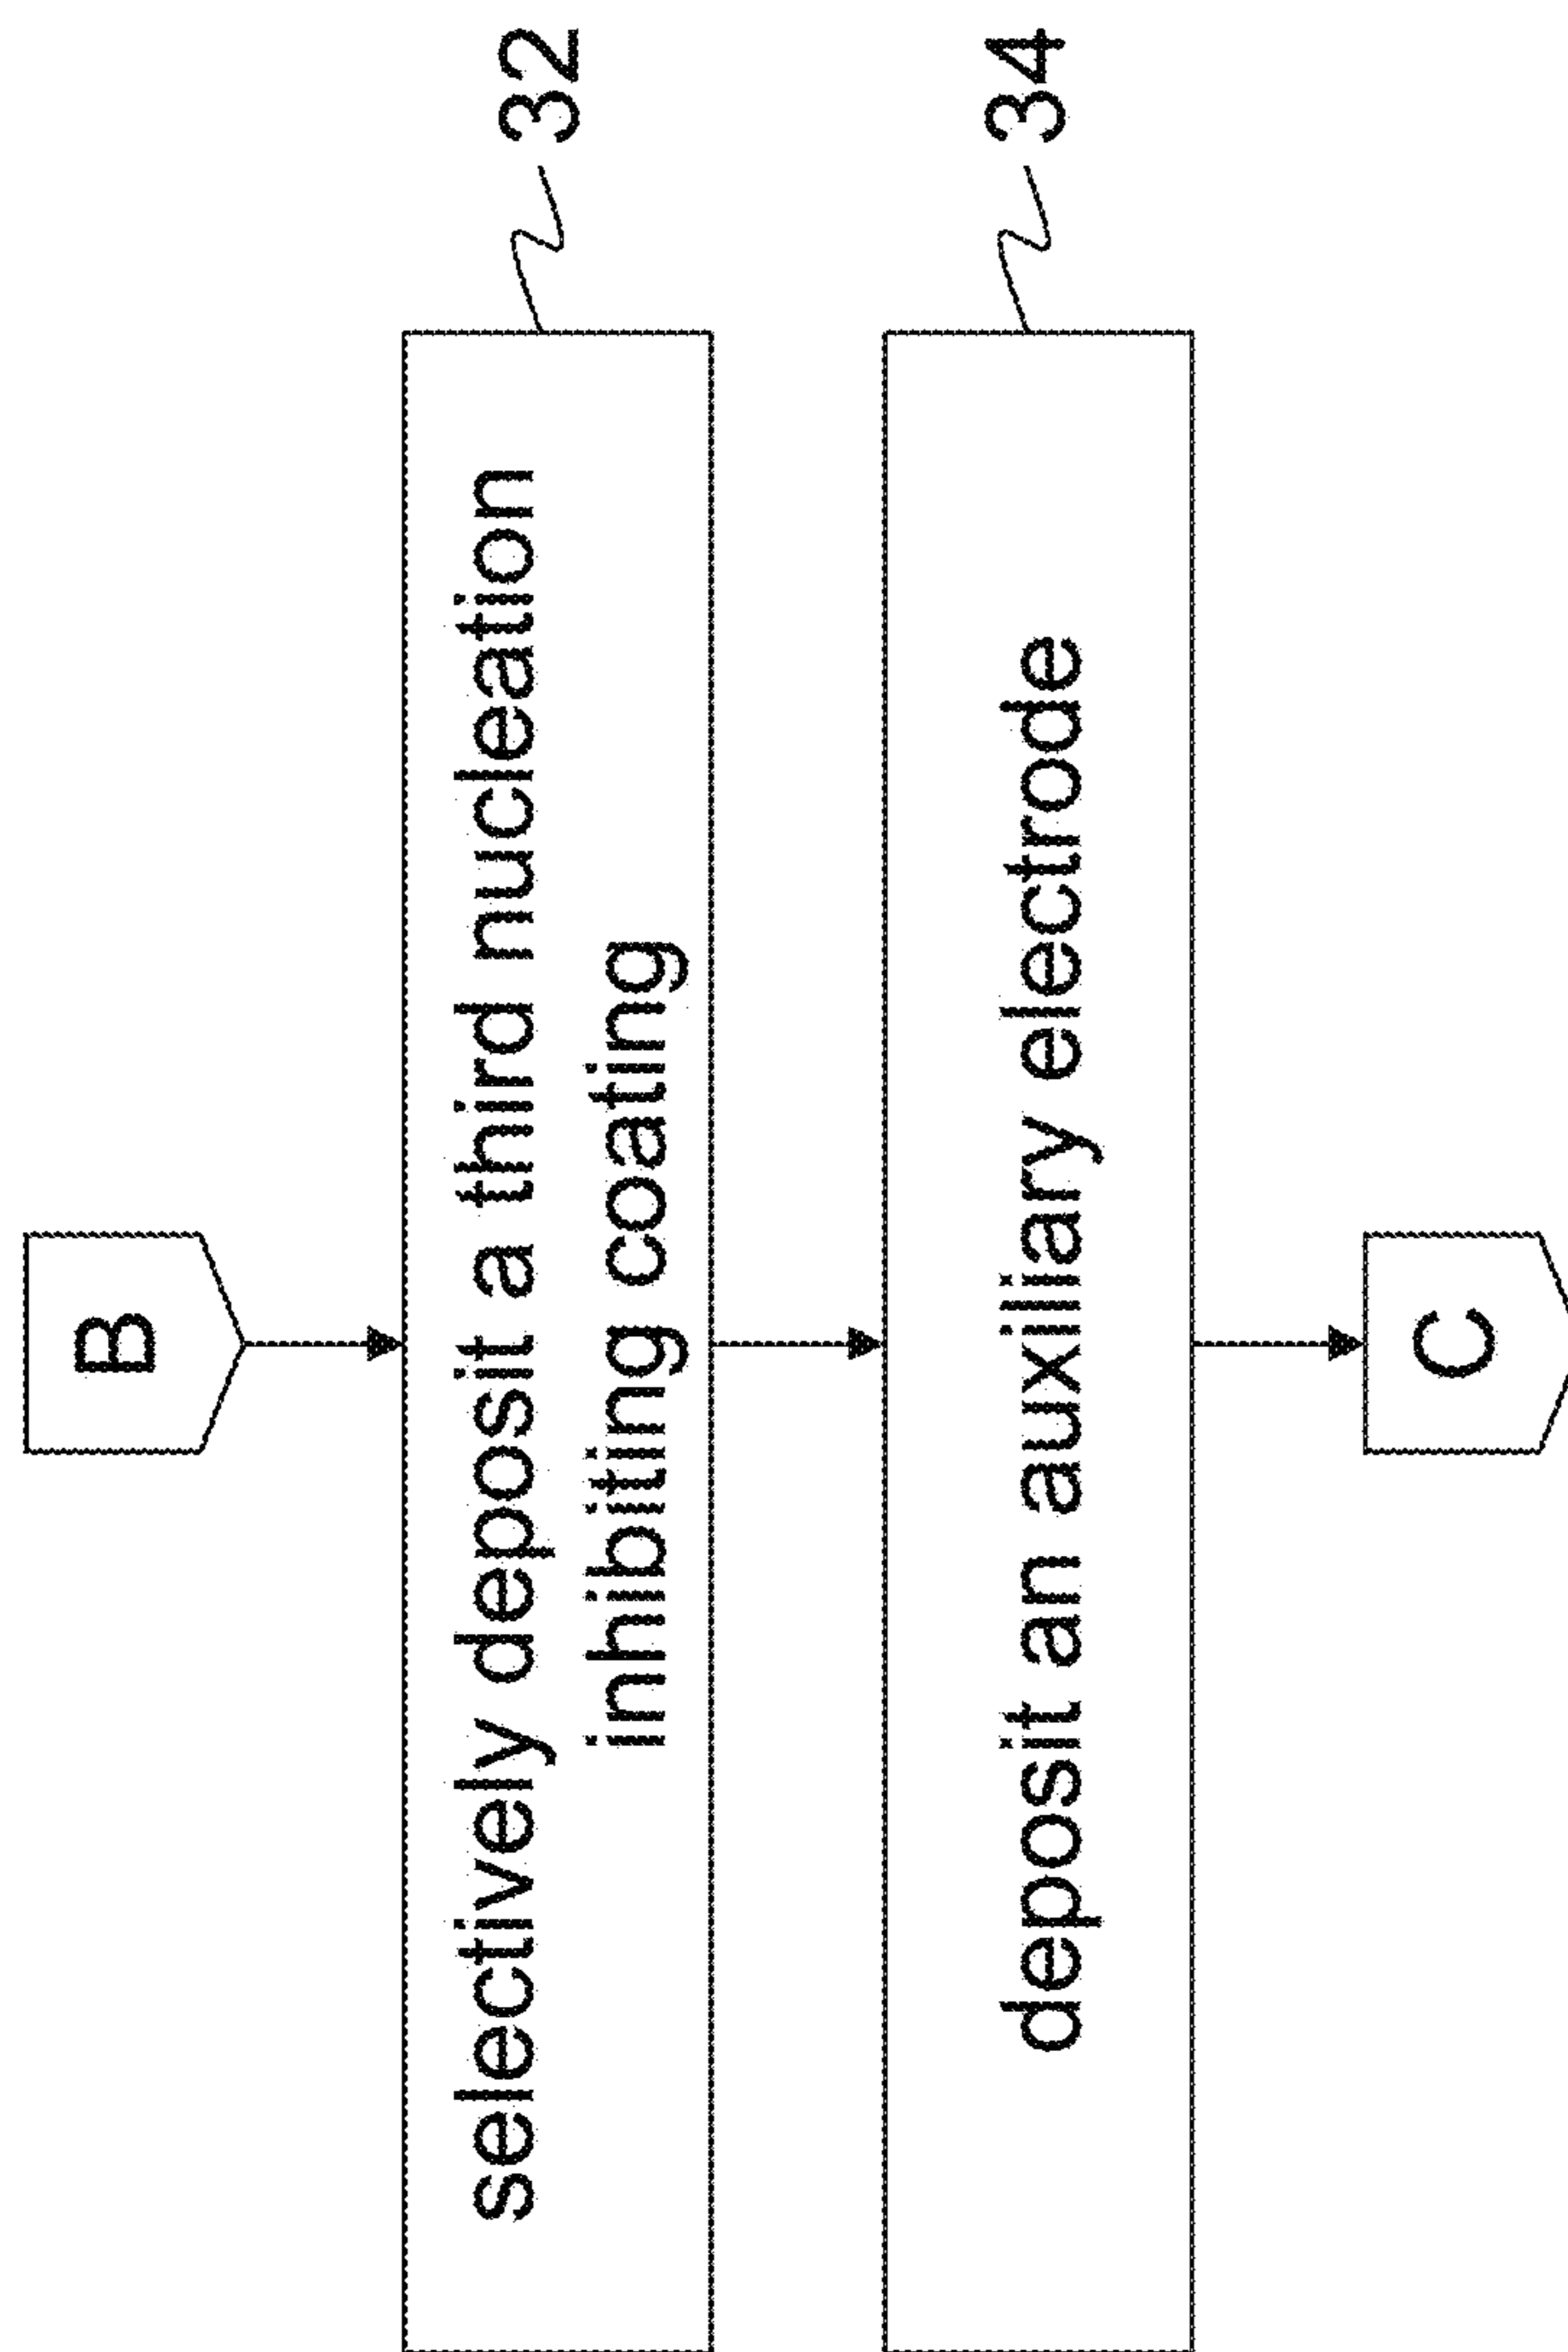 B
selectively deposit a third nucleation
inhibiting coating
32
deposit an auxiliary electrode
34
C